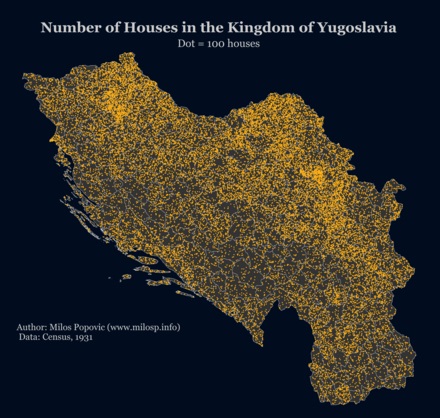 Number of Houses in the Kingdom of Yugoslavia
Dot = 100 houses
Author: Milos Popovic (www.milosp.info)
Data: Census, 1931